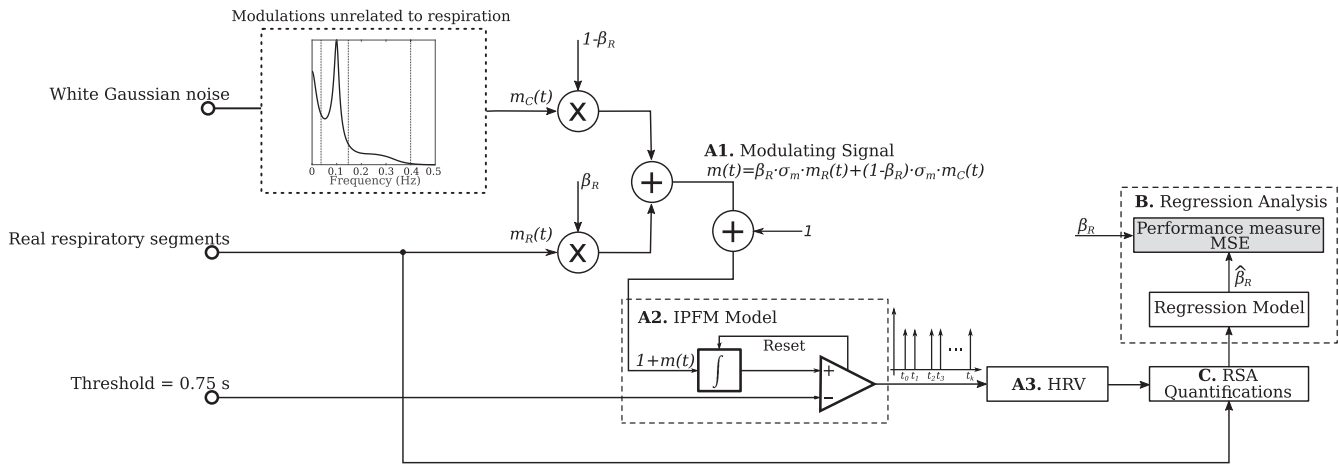 Modulations unrelated to respiration
White Gaussian noise
0 0.1 0.2 0.3 0.4 0.5
Frequency (Hz)
1-β_R
m_C(t)
X
A1. Modulating Signal
m(t)=β_R·σ_m·m_R(t)+(1-β_R)·σ_m·m_C(t)
+
β_R
Real respiratory segments
m_R(t)
X
+
1
B. Regression Analysis
β_R
Performance measure
MSE
β̂_R
Regression Model
A2. IPFM Model
Reset
1+m(t)
∫
+
−
t_0 t_1 t_2 t_3 ... t_k
Threshold = 0.75 s
A3. HRV
C. RSA
Quantifications